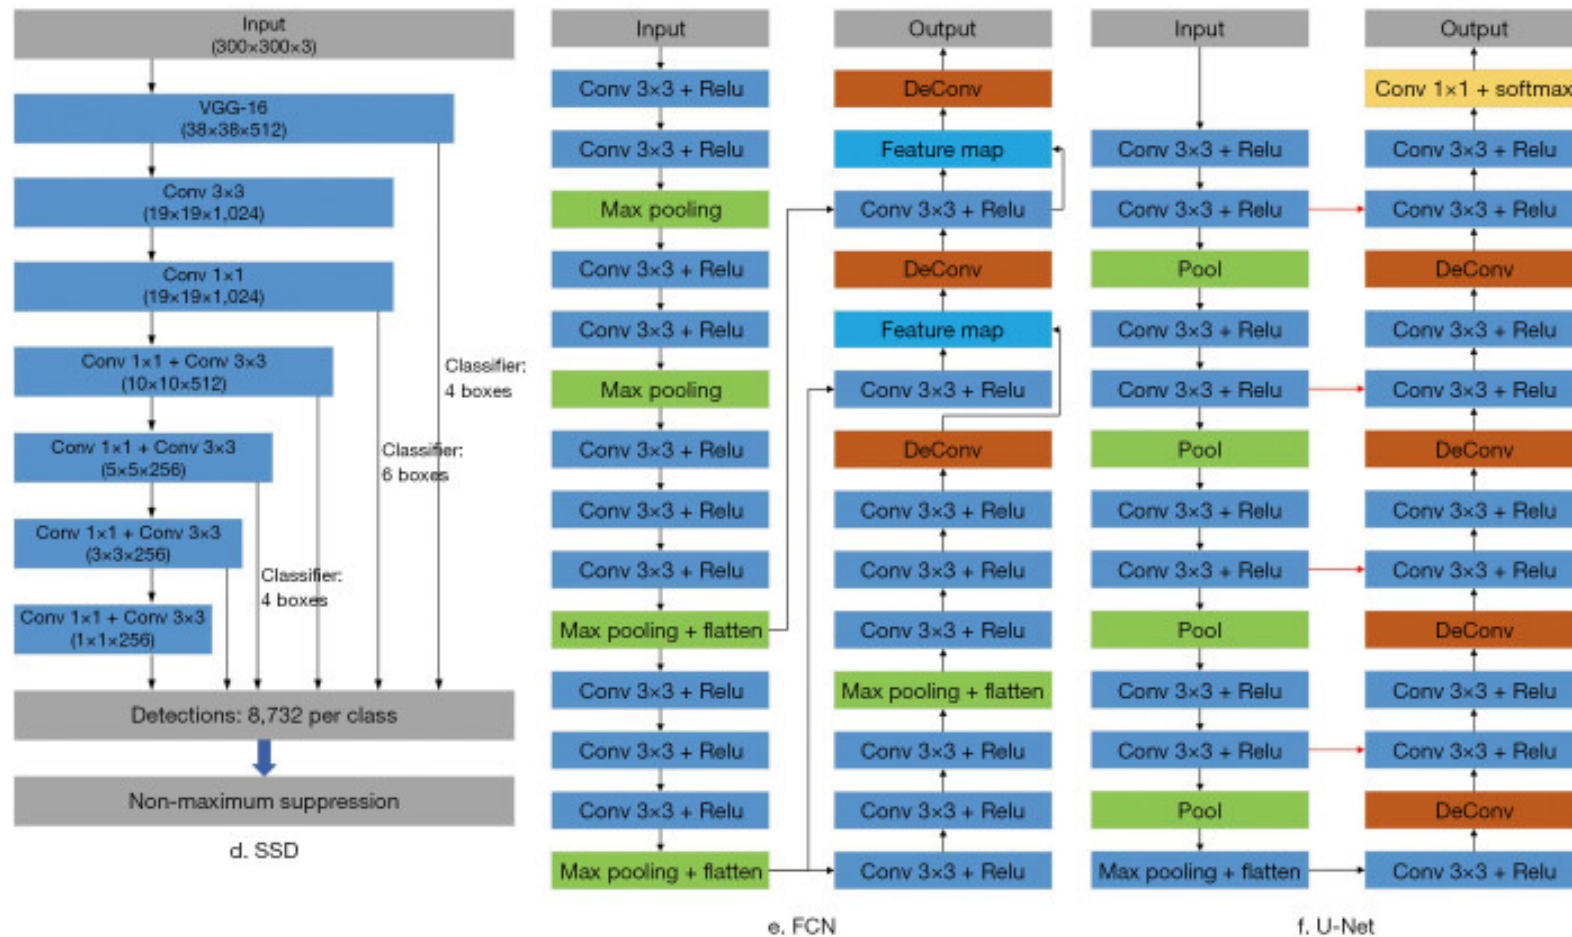 Input
(300×300×3)
VGG-16
(38×38×512)
Conv 3×3
(19×19×1,024)
Conv 1×1
(19×19×1,024)
Conv 1×1 + Conv 3×3
(10×10×512)
Conv 1×1 + Conv 3×3
(5×5×256)
Conv 1×1 + Conv 3×3
(3×3×256)
Conv 1×1 + Conv 3×3
(1×1×256)
Classifier:
4 boxes
Classifier:
6 boxes
Classifier:
4 boxes
Detections: 8,732 per class
Non-maximum suppression
d. SSD
Input
Conv 3×3 + Relu
Conv 3×3 + Relu
Max pooling
Conv 3×3 + Relu
Conv 3×3 + Relu
Max pooling
Conv 3×3 + Relu
Conv 3×3 + Relu
Conv 3×3 + Relu
Max pooling + flatten
Conv 3×3 + Relu
Conv 3×3 + Relu
Conv 3×3 + Relu
Max pooling + flatten
Output
DeConv
Feature map
Conv 3×3 + Relu
DeConv
Feature map
Conv 3×3 + Relu
DeConv
Conv 3×3 + Relu
Conv 3×3 + Relu
Conv 3×3 + Relu
Max pooling + flatten
Conv 3×3 + Relu
Conv 3×3 + Relu
Conv 3×3 + Relu
e. FCN
Input
Conv 3×3 + Relu
Conv 3×3 + Relu
Pool
Conv 3×3 + Relu
Conv 3×3 + Relu
Pool
Conv 3×3 + Relu
Conv 3×3 + Relu
Pool
Conv 3×3 + Relu
Conv 3×3 + Relu
Pool
Max pooling + flatten
Output
Conv 1×1 + softmax
Conv 3×3 + Relu
Conv 3×3 + Relu
DeConv
Conv 3×3 + Relu
Conv 3×3 + Relu
DeConv
Conv 3×3 + Relu
Conv 3×3 + Relu
DeConv
Conv 3×3 + Relu
Conv 3×3 + Relu
DeConv
Conv 3×3 + Relu
f. U-Net